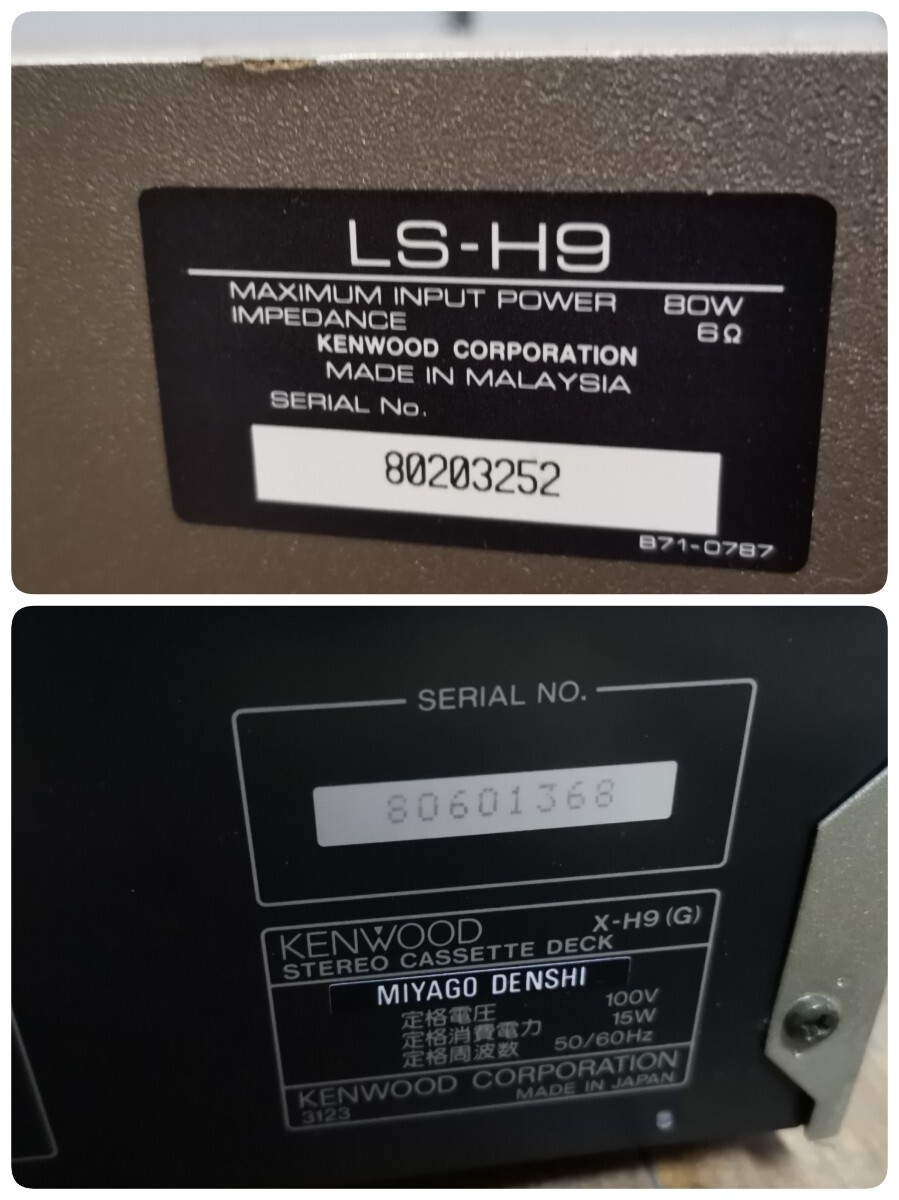 LS-H9
MAXIMUM INPUT POWER 80W
IMPEDANCE 6Ω
KENWOOD CORPORATION
MADE IN MALAYSIA
SERIAL No.
80203252
B71-0787
SERIAL NO.
80601368
KENWOOD X-H9 (G)
STEREO CASSETTE DECK
MIYAGO DENSHI
定格電圧 100V
定格消費電力 15W
定格周波数 50/60Hz
KENWOOD CORPORATION
3123 MADE IN JAPAN